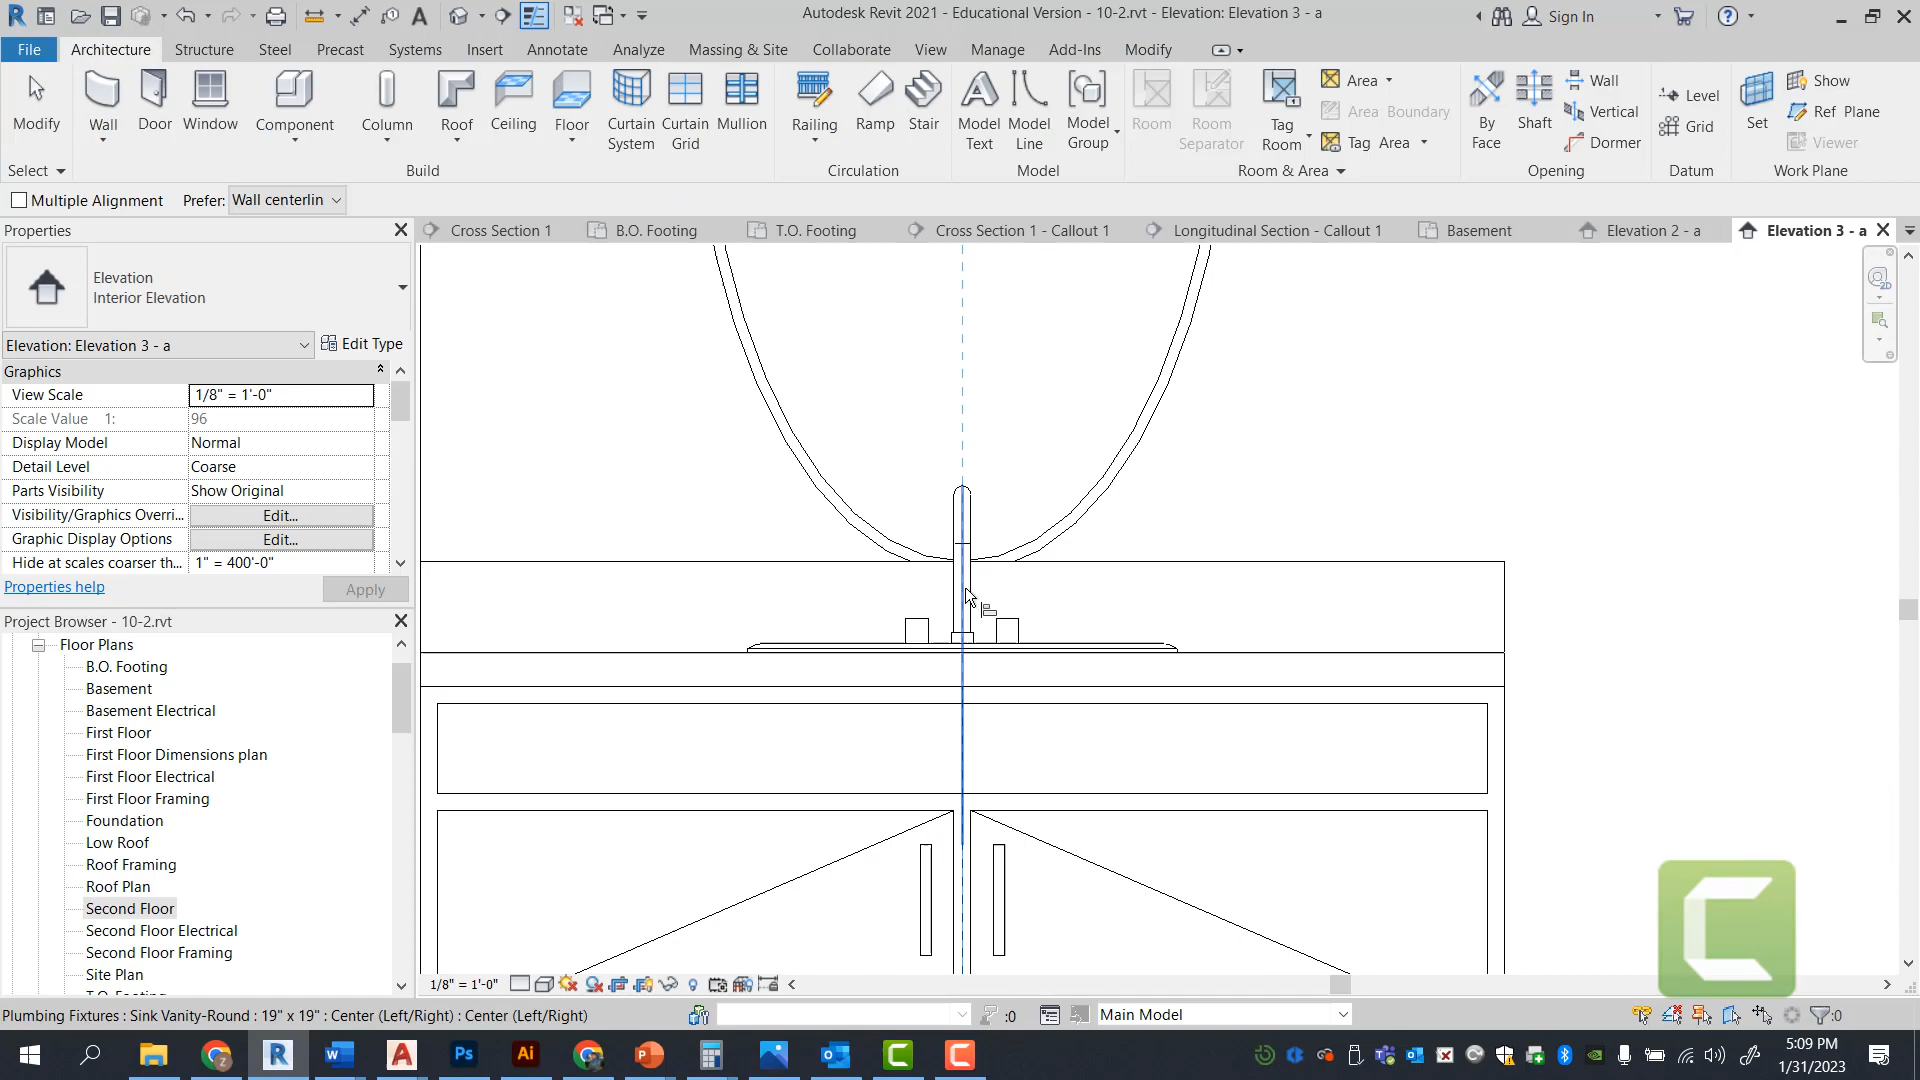 Autodesk Revit 2021 - Educational Version - 10-2.rvt - Elevation: Elevation 3 - a
Sign In
File Architecture Structure Steel Precast Systems Insert Annotate Analyze Massing & Site Collaborate View Manage Add-Ins Modify
Modify Wall Door Window Component Column Roof Ceiling Floor Curtain System Curtain Grid Mullion Railing Ramp Stair Model Text Model Line Model Group Room Room Separator Tag Room Area Area Boundary Tag Area By Face Shaft Wall Vertical Dormer Level Grid Set Show Ref Plane Viewer
Select Build Circulation Model Room & Area Opening Datum Work Plane
Multiple Alignment Prefer: Wall centerlin
Properties
Cross Section 1 B.O. Footing T.O. Footing Cross Section 1 - Callout 1 Longitudinal Section - Callout 1 Basement Elevation 2 - a Elevation 3 - a
2D
Elevation
Interior Elevation
Elevation: Elevation 3 - a Edit Type
Graphics
View Scale 1/8" = 1'-0"
Scale Value 1: 96
Display Model Normal
Detail Level Coarse
Parts Visibility Show Original
Visibility/Graphics Overri... Edit...
Graphic Display Options Edit...
Hide at scales coarser th... 1" = 400'-0"
Properties help Apply
Project Browser - 10-2.rvt
Floor Plans
B.O. Footing
Basement
Basement Electrical
First Floor
First Floor Dimensions plan
First Floor Electrical
First Floor Framing
Foundation
Low Roof
Roof Framing
Roof Plan
Second Floor
Second Floor Electrical
Second Floor Framing
Site Plan
1/8" = 1'-0"
Plumbing Fixtures : Sink Vanity-Round : 19" x 19" : Center (Left/Right) : Center (Left/Right)
:0
Main Model
:0
5:09 PM
1/31/2023